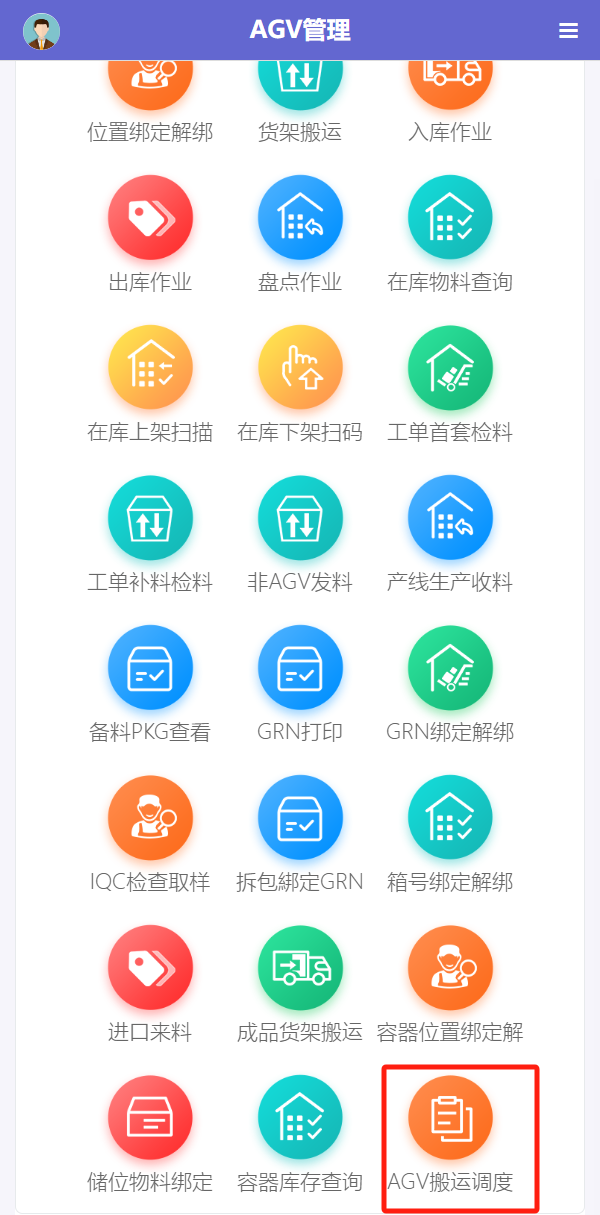 AGV管理
位置绑定解绑 货架搬运 入库作业
出库作业 盘点作业 在库物料查询
在库上架扫描 在库下架扫码 工单首套检料
工单补料检料 非AGV发料 产线生产收料
备料PKG查看 GRN打印 GRN绑定解绑
IQC检查取样 拆包綁定GRN 箱号绑定解绑
进口来料 成品货架搬运 容器位置绑定解
储位物料绑定 容器库存查询 AGV搬运调度